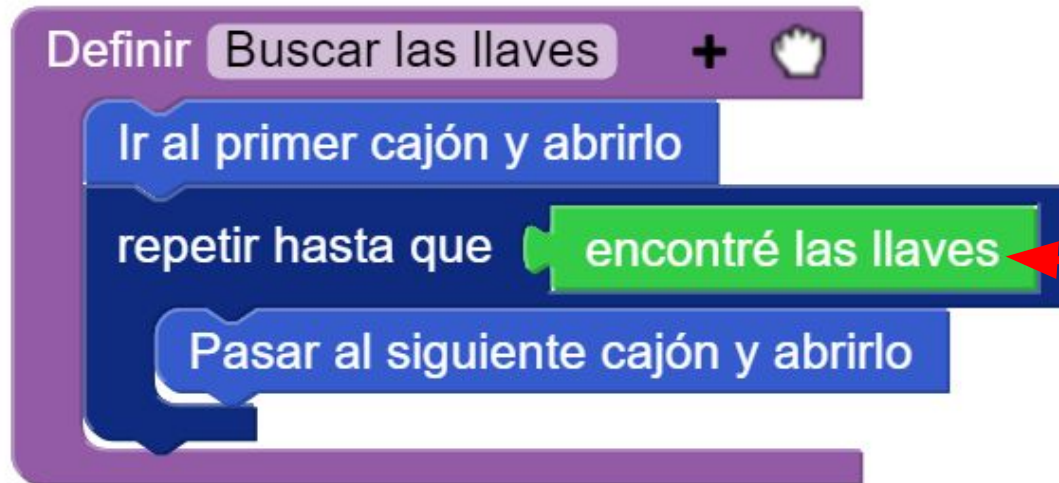 Definir Buscar las llaves +
Ir al primer cajón y abrirlo
repetir hasta que encontré las llaves
Pasar al siguiente cajón y abrirlo